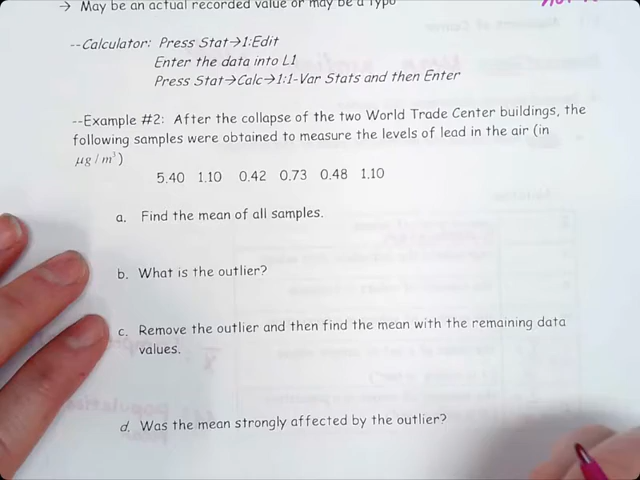 → May be an actual recorded value or may be a typo
--Calculator: Press Stat→1:Edit
Enter the data into L1
Press Stat→Calc→1:1-Var Stats and then Enter
--Example #2: After the collapse of the two World Trade Center buildings, the
following samples were obtained to measure the levels of lead in the air (in
µg / m³)
5.40 1.10 0.42 0.73 0.48 1.10
a. Find the mean of all samples.
b. What is the outlier?
c. Remove the outlier and then find the mean with the remaining data
values.
d. Was the mean strongly affected by the outlier?